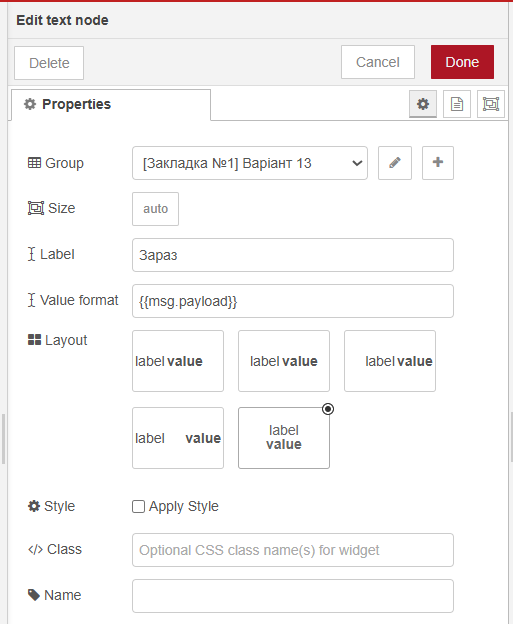 Edit text node
Delete
Cancel
Done
Properties
Group
[Закладка №1] Варіант 13
Size
auto
Label
Зараз
Value format
{{msg.payload}}
Layout
label value
label value
label value
label value
label
value
Style
Apply Style
Class
Optional CSS class name(s) for widget
Name